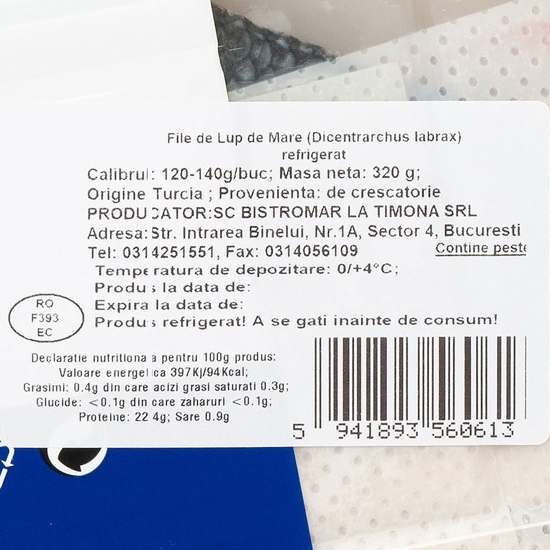 File de Lup de Mare (Dicentrarchus labrax)
refrigerat
Calibrul: 120-140g/buc; Masa neta: 320 g;
Origine Turcia ; Provenienta: de crescatorie
PRODUCATOR:SC BISTROMAR LA TIMONA SRL
Adresa:Str. Intrarea Binelui, Nr.1A, Sector 4, Bucuresti
Tel: 0314251551, Fax: 0314056109
Contine peste
Temperatura de depozitare: 0/+4°C;
Produs la data de:
Expira la data de:
Produs refrigerat! A se gati inainte de consum!
RO
F393
EC
Declaratie nutritionala pentru 100g produs:
Valoare energetica 397Kj/94Kcal;
Grasimi: 0.4g din care acizi grasi saturati 0.3g;
Glucide: <0.1g din care zaharuri <0.1g;
Proteine: 22.4g; Sare 0.9g
5 941893 560613